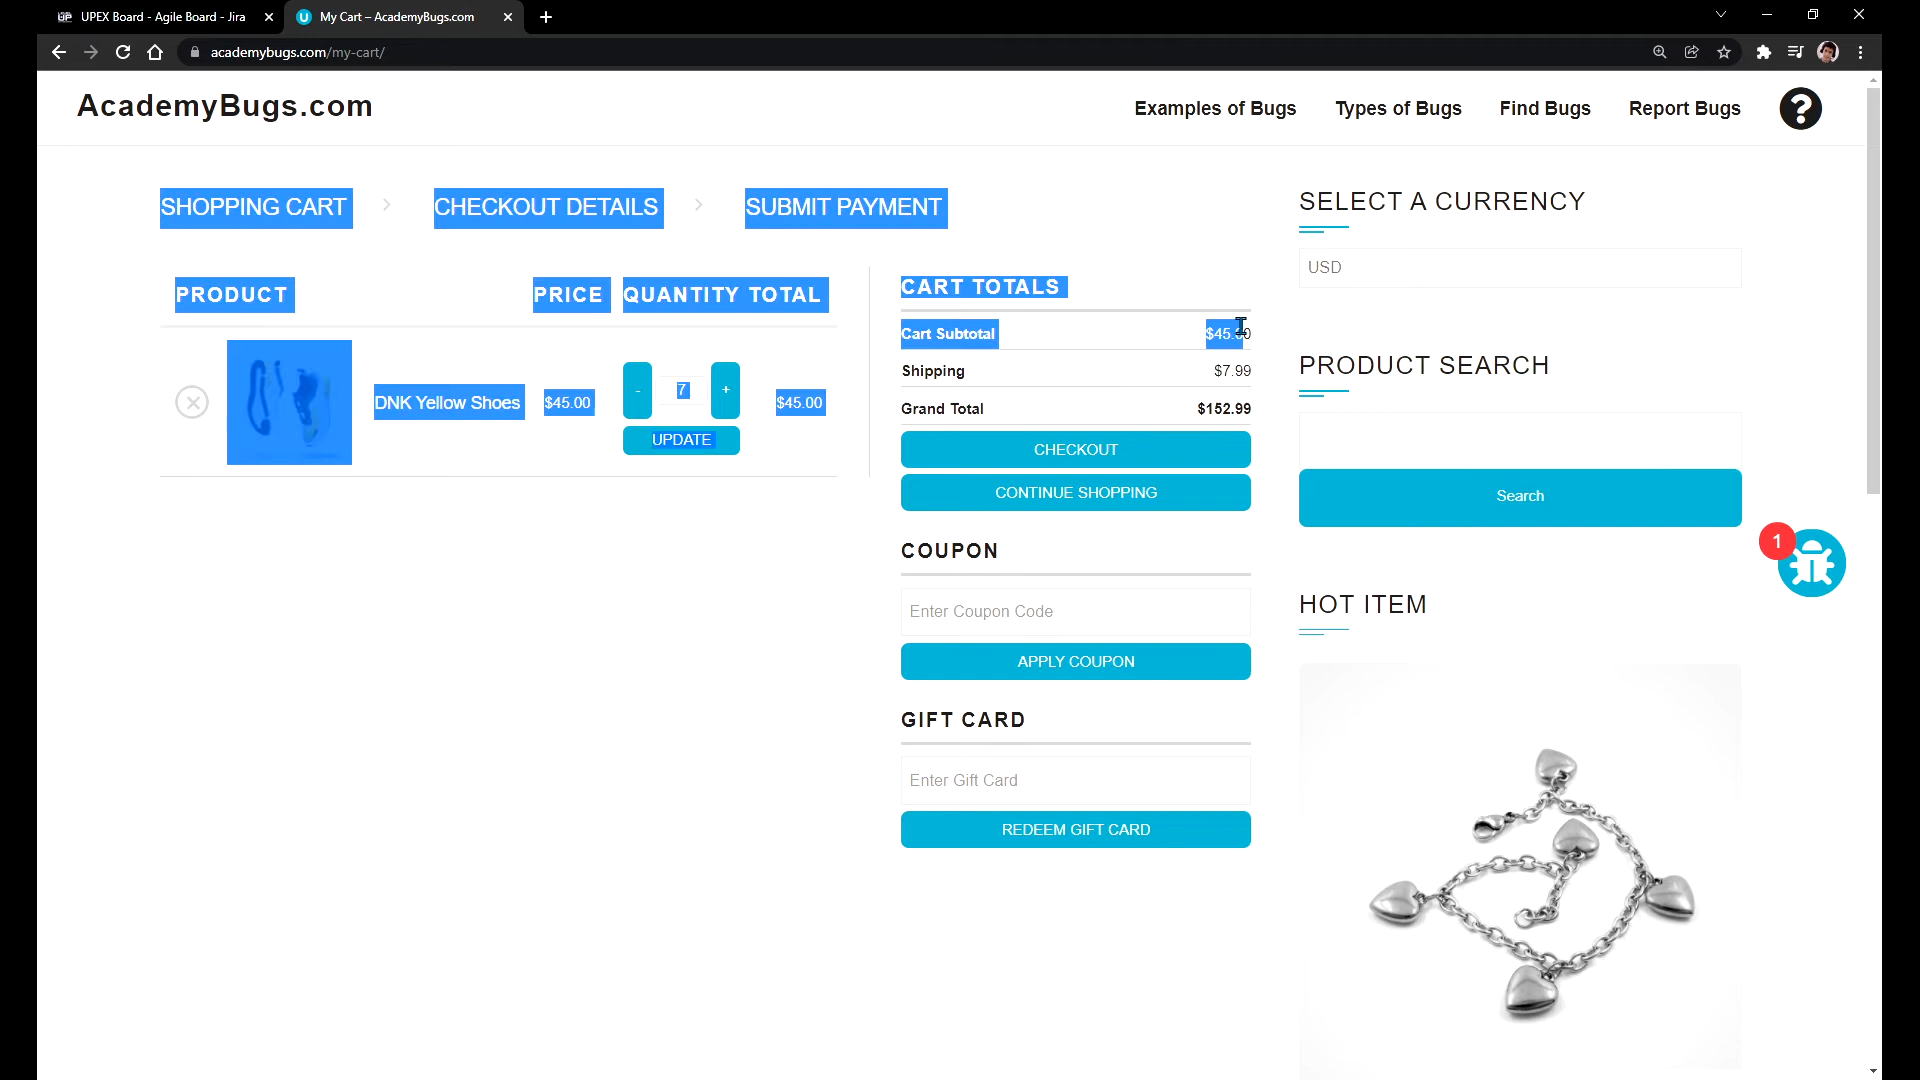 UPEX Board - Agile Board - Jira
My Cart – AcademyBugs.com
academybugs.com/my-cart/
AcademyBugs.com
Examples of Bugs
Types of Bugs
Find Bugs
Report Bugs
?
SHOPPING CART
CHECKOUT DETAILS
SUBMIT PAYMENT
PRODUCT
PRICE
QUANTITY
TOTAL
DNK Yellow Shoes
$45.00
-
7
+
UPDATE
$45.00
CART TOTALS
Cart Subtotal
$45.00
Shipping
$7.99
Grand Total
$152.99
CHECKOUT
CONTINUE SHOPPING
COUPON
Enter Coupon Code
APPLY COUPON
GIFT CARD
Enter Gift Card
REDEEM GIFT CARD
SELECT A CURRENCY
USD
PRODUCT SEARCH
Search
1
HOT ITEM